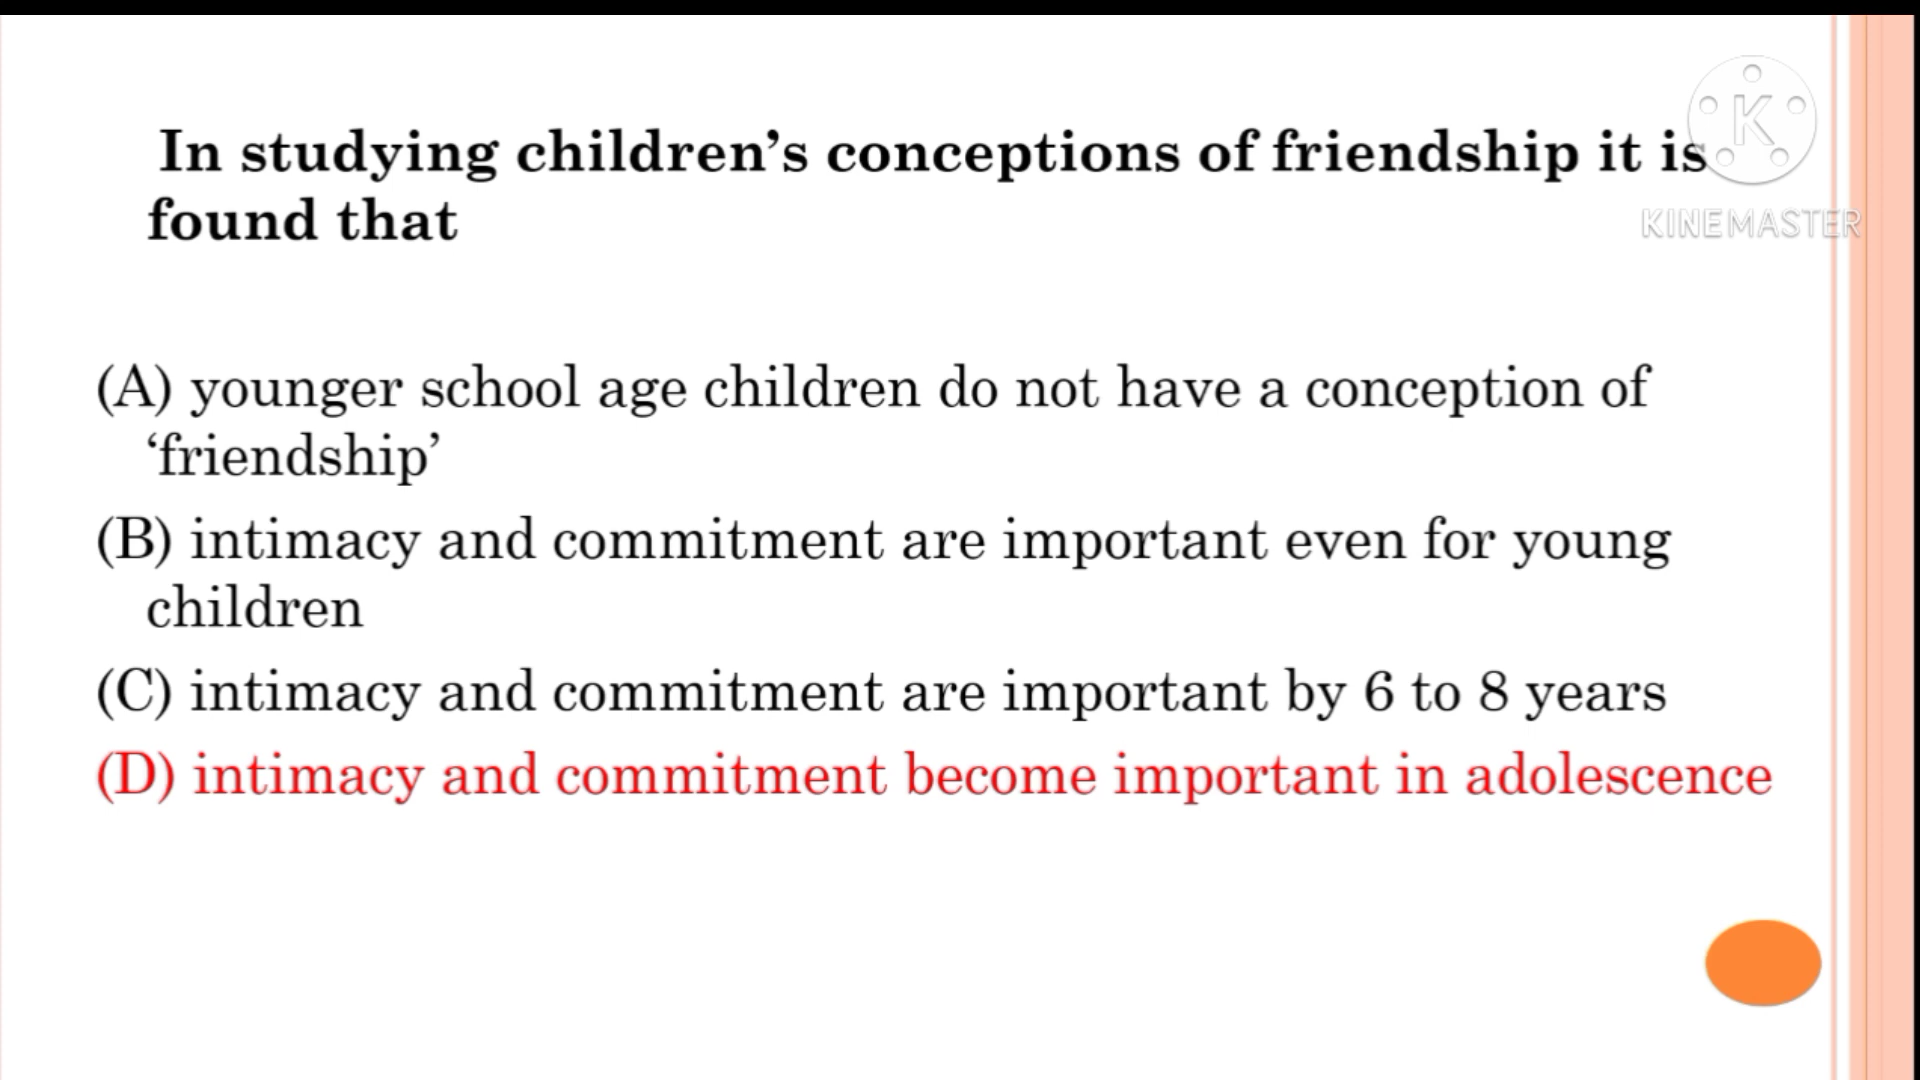 In studying children’s conceptions of friendship it is
found that
(A) younger school age children do not have a conception of
‘friendship’
(B) intimacy and commitment are important even for young
children
(C) intimacy and commitment are important by 6 to 8 years
(D) intimacy and commitment become important in adolescence
K
KINEMASTER